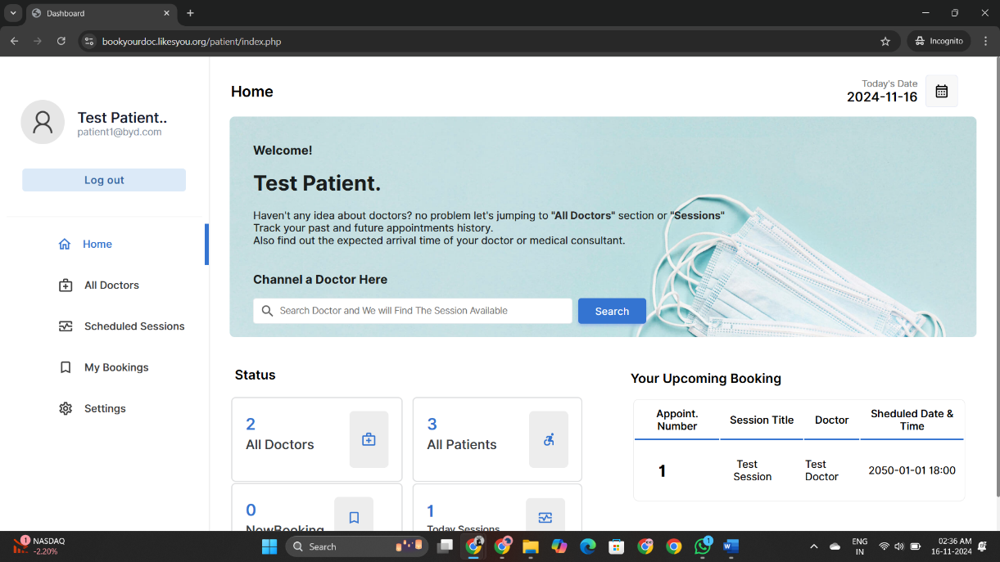 Dashboard
bookyourdoc.likesyou.org/patient/index.php
Incognito
Test Patient..
patient1@byd.com
Log out
Home
All Doctors
Scheduled Sessions
My Bookings
Settings
Home
Today's Date
2024-11-16
Welcome!
Test Patient.
Haven't any idea about doctors? no problem let's jumping to "All Doctors" section or "Sessions"
Track your past and future appointments history.
Also find out the expected arrival time of your doctor or medical consultant.
Channel a Doctor Here
Search Doctor and We will Find The Session Available
Search
Status
2
All Doctors
3
All Patients
0
NewBooking
1
Today Sessions
Your Upcoming Booking
Appoint.
Number
Session Title
Doctor
Sheduled Date &
Time
1
Test
Session
Test
Doctor
2050-01-01 18:00
1
NASDAQ
-2.20%
Search
1
ENG
IN
02:36 AM
16-11-2024